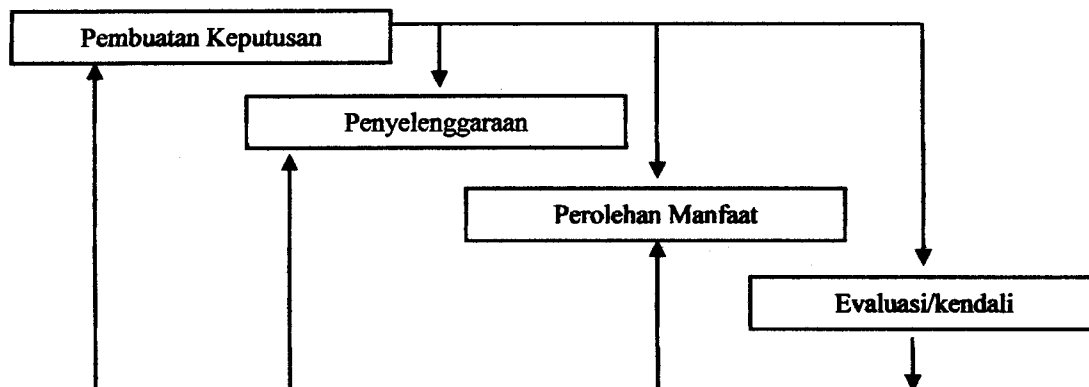 Pembuatan Keputusan
Penyelenggaraan
Perolehan Manfaat
Evaluasi/kendali